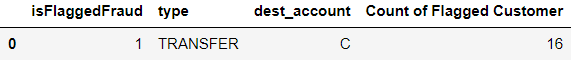 isFlaggedFraud type dest_account Count of Flagged Customer
0 1 TRANSFER C 16